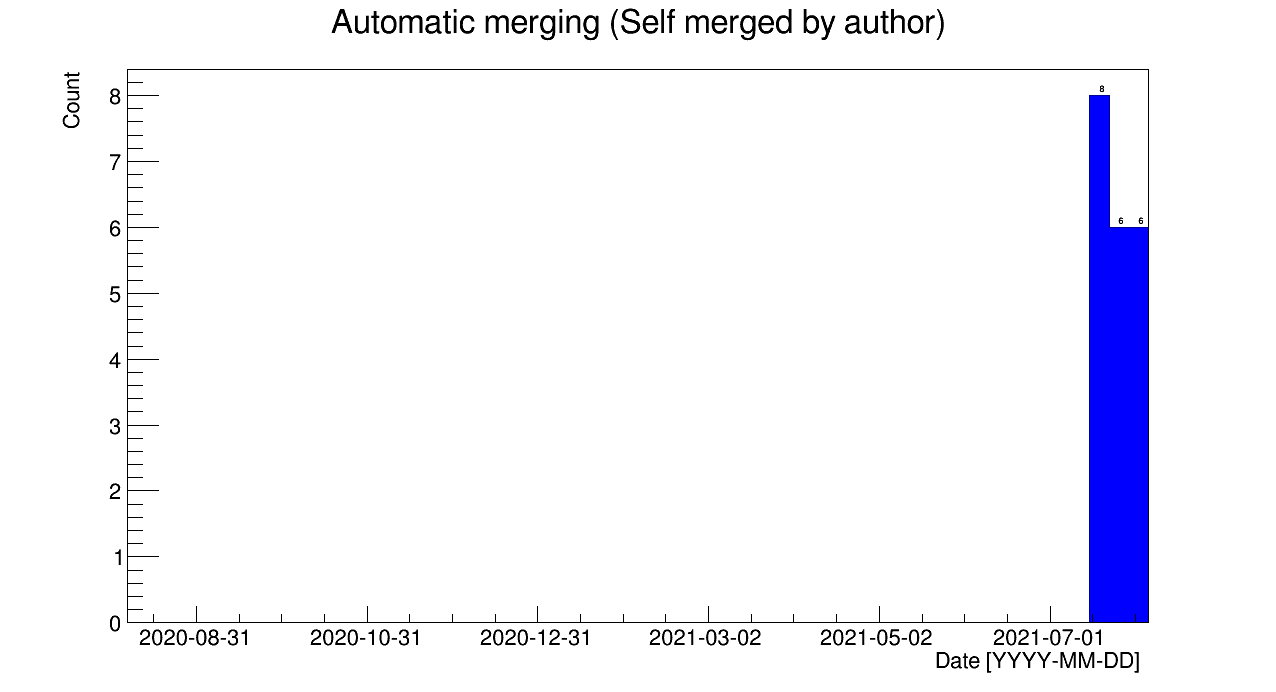 Automatic merging (Self merged by author)
Count
8
7
6
5
4
3
2
1
0
8
6 6
2020-08-31 2020-10-31 2020-12-31 2021-03-02 2021-05-02 2021-07-01
Date [YYYY-MM-DD]